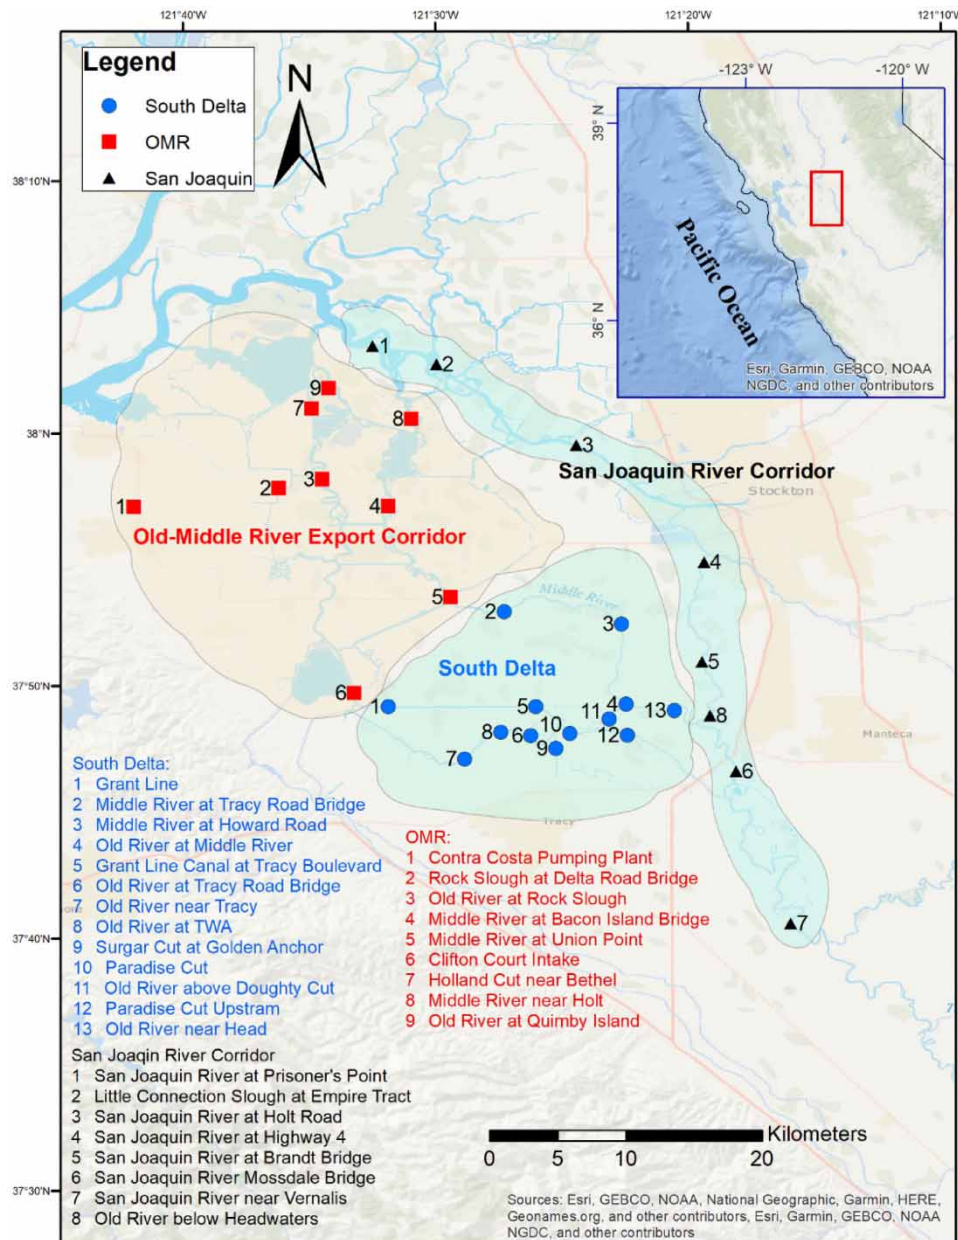 121°40'W 121°30'W 121°20'W 121°10'W
Legend
South Delta
OMR
San Joaquin
N
-123° W -120° W
39° N
36° N
Pacific Ocean
Esri, Garmin, GEBCO, NOAA
NGDC, and other contributors
38°10'N
38°N
37°50'N
37°40'N
37°30'N
1
2
3
San Joaquin River Corridor
Stockton
4
5
8
6
7
Manteca
9
7
8
3
2
4
1
Old-Middle River Export Corridor
5
6
Middle River
2
3
South Delta
1
5
4
13
11
10
8
6
12
9
7
Tracy
South Delta:
1 Grant Line
2 Middle River at Tracy Road Bridge
3 Middle River at Howard Road
4 Old River at Middle River
5 Grant Line Canal at Tracy Boulevard
6 Old River at Tracy Road Bridge
7 Old River near Tracy
8 Old River at TWA
9 Surgar Cut at Golden Anchor
10 Paradise Cut
11 Old River above Doughty Cut
12 Paradise Cut Upstram
13 Old River near Head
OMR:
1 Contra Costa Pumping Plant
2 Rock Slough at Delta Road Bridge
3 Old River at Rock Slough
4 Middle River at Bacon Island Bridge
5 Middle River at Union Point
6 Clifton Court Intake
7 Holland Cut near Bethel
8 Middle River near Holt
9 Old River at Quimby Island
San Joaqin River Corridor
1 San Joaquin River at Prisoner's Point
2 Little Connection Slough at Empire Tract
3 San Joaquin River at Holt Road
4 San Joaquin River at Highway 4
5 San Joaquin River at Brandt Bridge
6 San Joaquin River Mossdale Bridge
7 San Joaquin River near Vernalis
8 Old River below Headwaters
Kilometers
0 5 10 20
Sources: Esri, GEBCO, NOAA, National Geographic, Garmin, HERE,
Geonames.org, and other contributors, Esri, Garmin, GEBCO, NOAA
NGDC, and other contributors